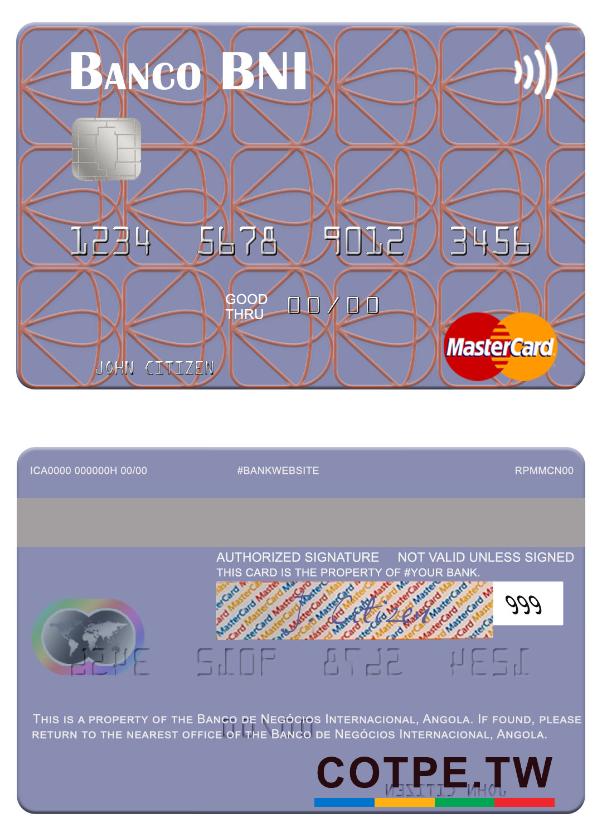 Banco BNI
1234 5678 9012 3456
GOOD THRU 00/00
JOHN CITIZEN
MasterCard
ICA0000 000000H 00/00 #BANKWEBSITE RPMMCN00
AUTHORIZED SIGNATURE NOT VALID UNLESS SIGNED
THIS CARD IS THE PROPERTY OF #YOUR BANK.
999
This is a property of the Banco de Negócios Internacional, Angola. If found, please
return to the nearest office of the Banco de Negócios Internacional, Angola.
COTPE.TW